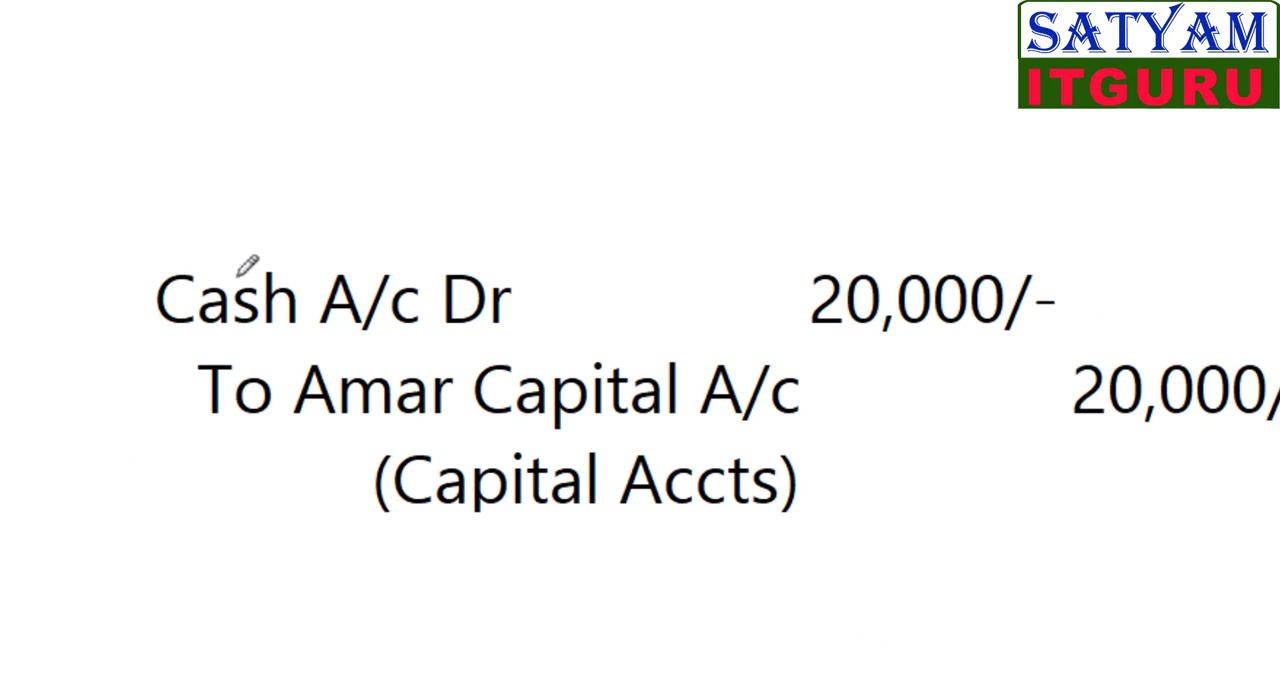 SATYAM
ITGURU
Cash A/c Dr 20,000/-
To Amar Capital A/c 20,000/
(Capital Accts)